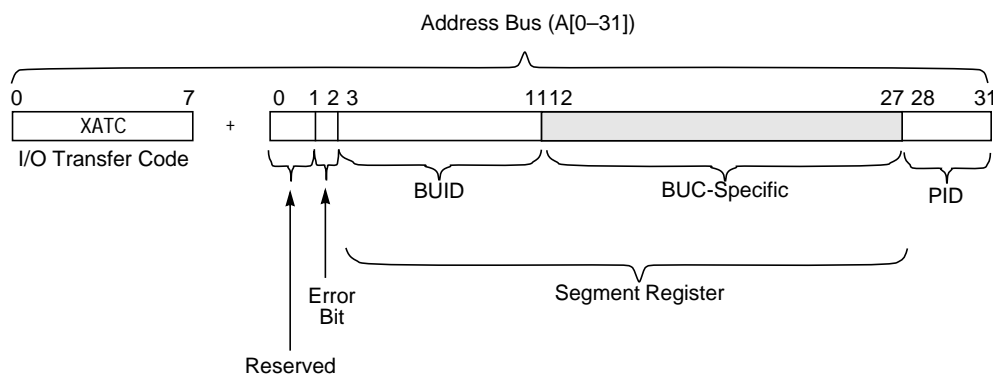 Address Bus (A[0–31])
0 7 0 1 2 3 11 12 27 28 31
XATC +
I/O Transfer Code
BUID BUC-Specific PID
Segment Register
Error
Bit
Reserved